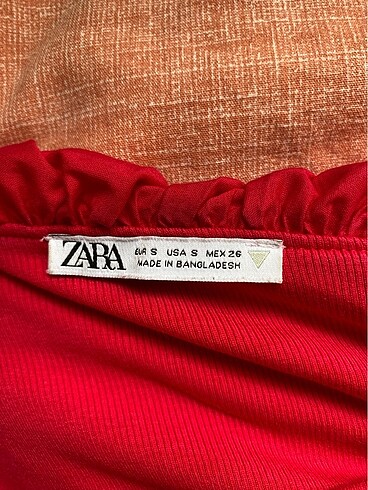 ZARA
EUR S USA S MEX 26
MADE IN BANGLADESH